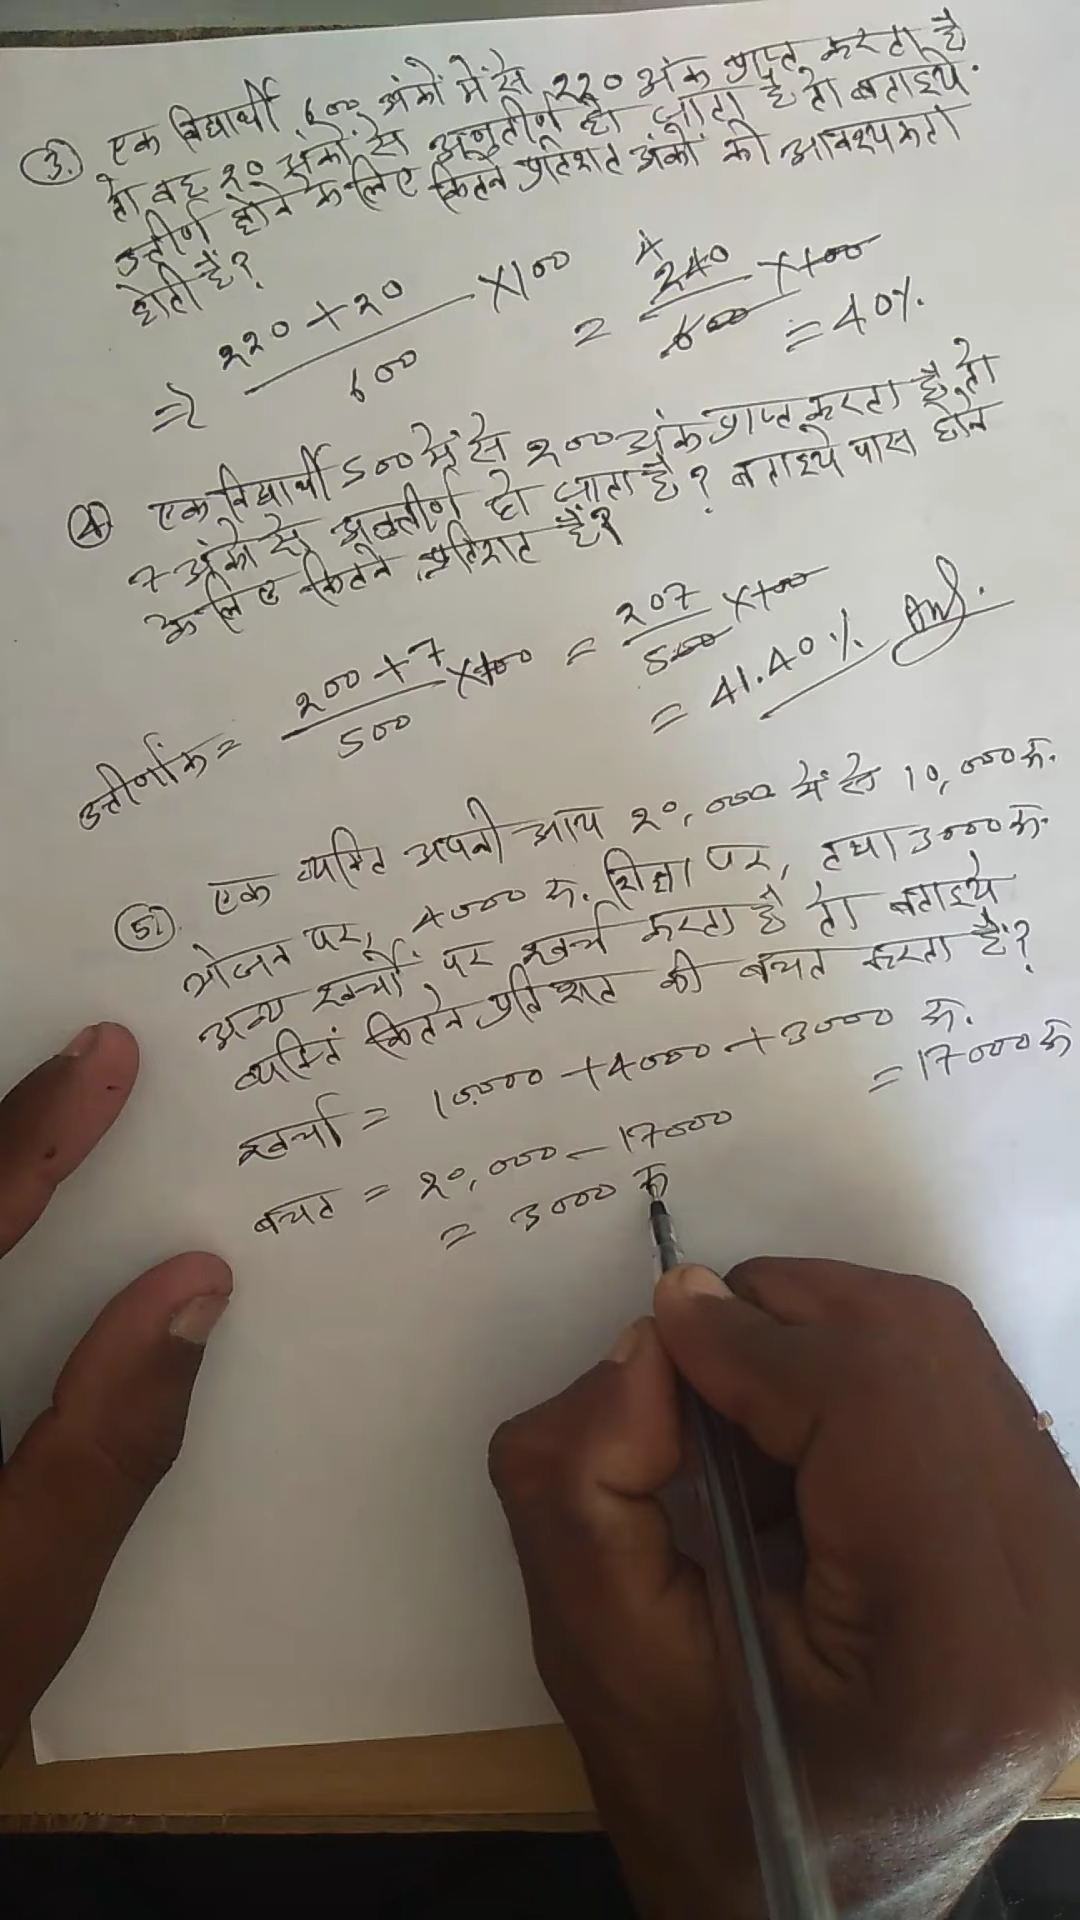 3. एक विद्यार्थी 600 अंकों में से 220 अंक प्राप्त करता है
तो वह 20 अंकों से अनुतीर्ण हो जाता है तो बताइये.
उत्तीर्ण होने के लिए कितने प्रतिशत अंकों की आवश्यकता
होती है?
=> 220 + 20 / 600 × 100 = 4 240 / 600 × 100
= 40%.
4 एक विद्यार्थी 500 में से 200 अंक प्राप्त करता है, तो
7 अंको से अनुतीर्ण हो जाता है? बताइये पास होने
के लिए कितने प्रतिशत हैं?
उत्तीर्णांक = 200 + 7 / 500 × 100 = 207 / 500 × 100
= 41.40% Ans.
5. एक व्यक्ति अपनी आय 20,000 में से 10,000 रु.
भोजन पर, 4000 रु. शिक्षा पर, तथा 3000 रु.
अन्य खर्चों पर खर्च करता है तो बताइये
व्यक्ति कितने प्रतिशत की बचत करता है?
खर्चा = 10,000 + 4000 + 3000 रु.
= 17000 रु
बचत = 20,000 - 17000
= 3000 रु